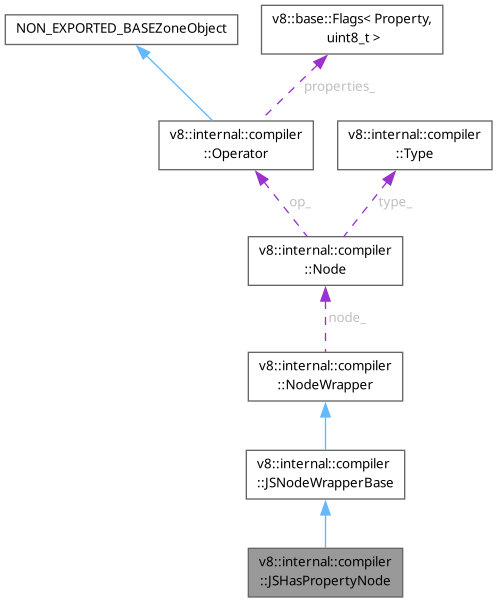 NON_EXPORTED_BASEZoneObject
v8::base::Flags< Property,
uint8_t >
properties_
v8::internal::compiler
::Operator
v8::internal::compiler
::Type
op_
type_
v8::internal::compiler
::Node
node_
v8::internal::compiler
::NodeWrapper
v8::internal::compiler
::JSNodeWrapperBase
v8::internal::compiler
::JSHasPropertyNode